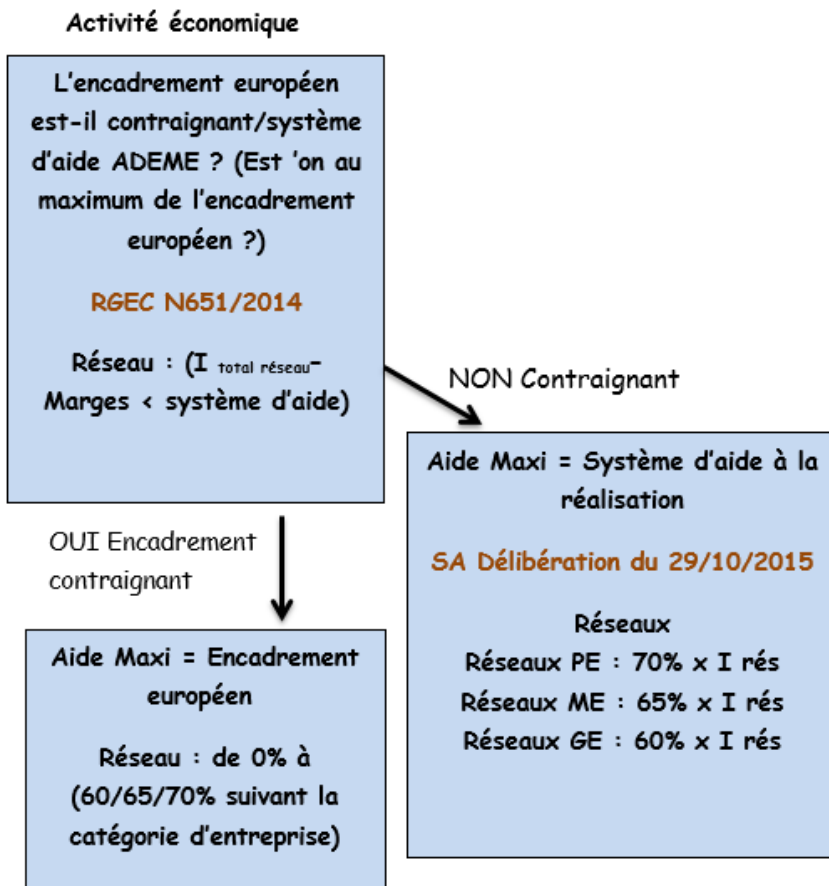 Activité économique
L'encadrement européen
est-il contraignant/système
d'aide ADEME ? (Est 'on au
maximum de l'encadrement
européen ?)
RGEC N651/2014
Réseau : (I total réseau-
Marges < système d'aide)
NON Contraignant
OUI Encadrement
contraignant
Aide Maxi = Système d'aide à la
réalisation
SA Délibération du 29/10/2015
Réseaux
Réseaux PE : 70% x I rés
Réseaux ME : 65% x I rés
Réseaux GE : 60% x I rés
Aide Maxi = Encadrement
européen
Réseau : de 0% à
(60/65/70% suivant la
catégorie d'entreprise)